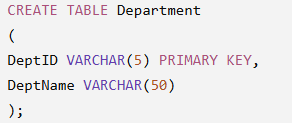 CREATE TABLE Department
(
DeptID VARCHAR(5) PRIMARY KEY,
DeptName VARCHAR(50)
);